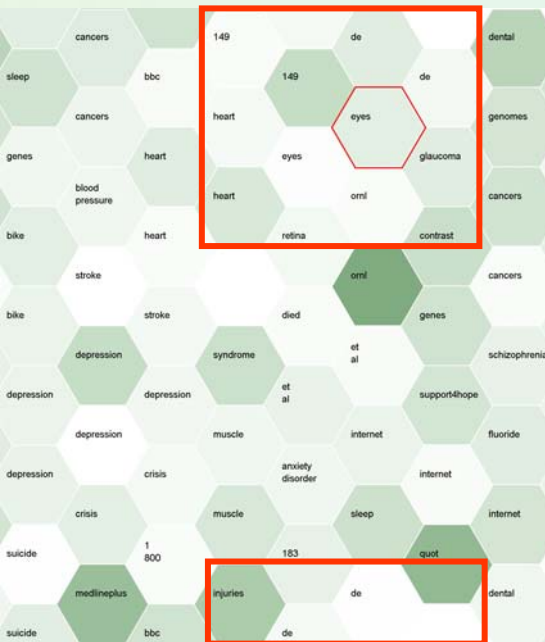 cancers 149 de dental
sleep bbc 149 de
cancers heart eyes genomes
genes heart eyes glaucoma
blood
pressure
heart ornl cancers
bike heart retina contrast
stroke ornl cancers
bike stroke died genes
depression syndrome
et
al
schizophrenia
depression depression
et
al
support4hope
depression muscle internet fluoride
depression crisis
anxiety
disorder
internet
crisis muscle sleep internet
suicide
1
800
183 quot
medlineplus injuries de dental
suicide bbc de